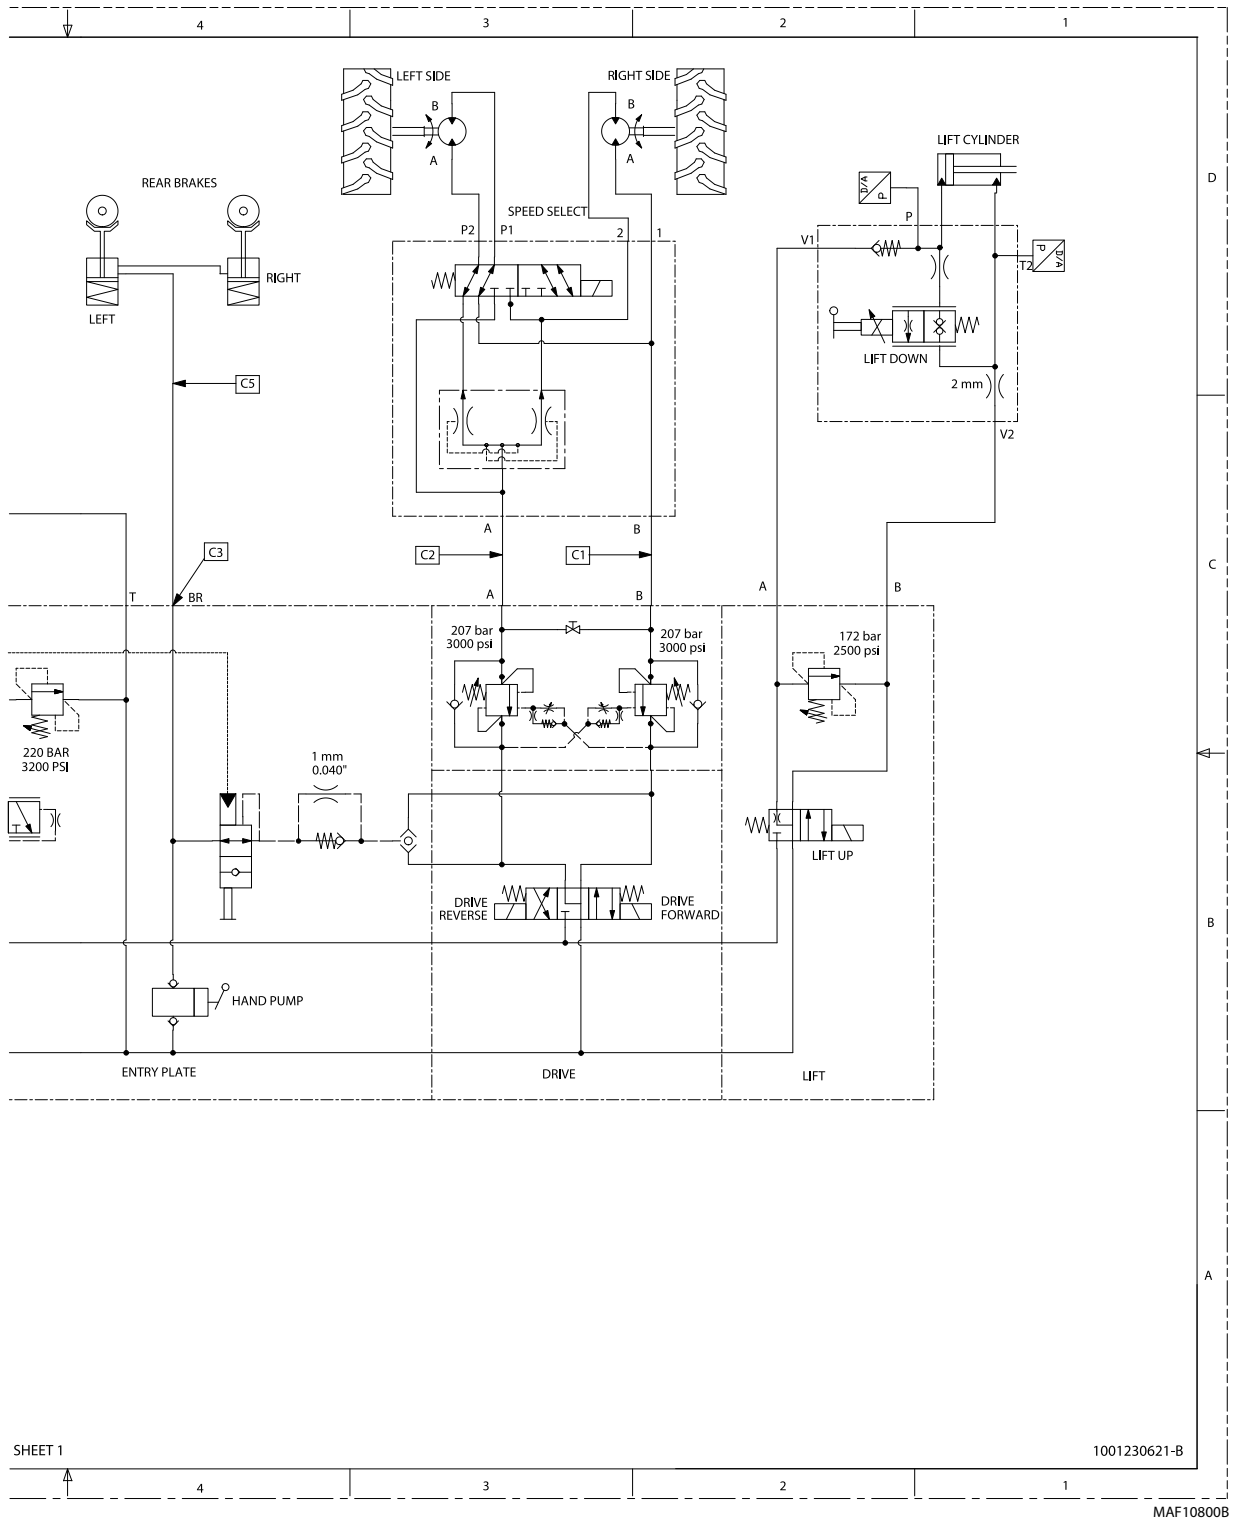 4 3 2 1
LEFT SIDE
RIGHT SIDE
B
B
A
A
LIFT CYLINDER
D/A
P
D
REAR BRAKES
SPEED SELECT
P
P2 P1
2 1
V1
P
D/A
T2
RIGHT
LEFT
LIFT DOWN
C5
2 mm
V2
A
B
C2
C1
C3
C
A
B
T
BR
A
B
207 bar
3000 psi
207 bar
3000 psi
172 bar
2500 psi
220 BAR
3200 PSI
1 mm
0.040"
LIFT UP
DRIVE
REVERSE
DRIVE
FORWARD
B
HAND PUMP
ENTRY PLATE
DRIVE
LIFT
A
SHEET 1
1001230621-B
4 3 2 1
MAF10800B